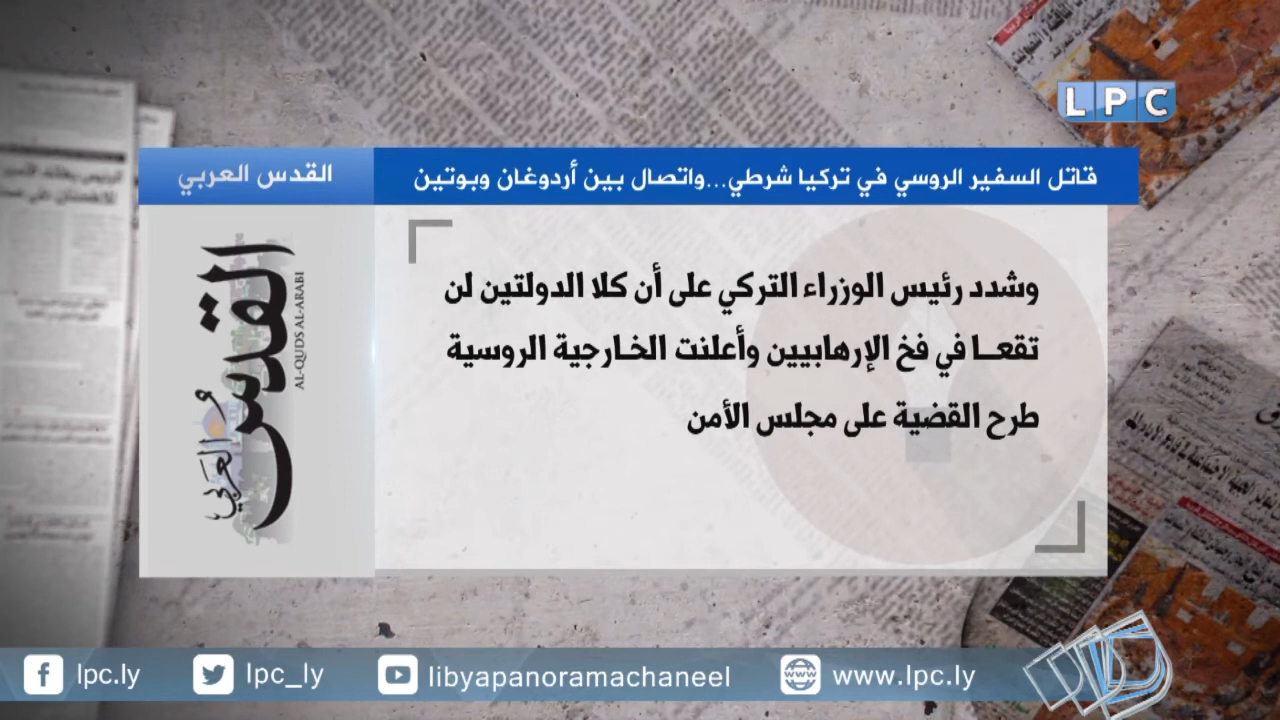 LPC
قاتل السفير الروسي في تركيا شرطي...واتصال بين أردوغان وبوتين
القدس العربي
وشدد رئيس الوزراء التركي على أن كلا الدولتين لن
تقعـا في فخ الإرهابيين وأعلنت الخـارجية الروسية
طرح القضية على مجلس الأمن
القدس العربي
AL-QUDS AL-ARABI
lpc.ly
lpc_ly
libyapanoramachaneel
www.lpc.ly